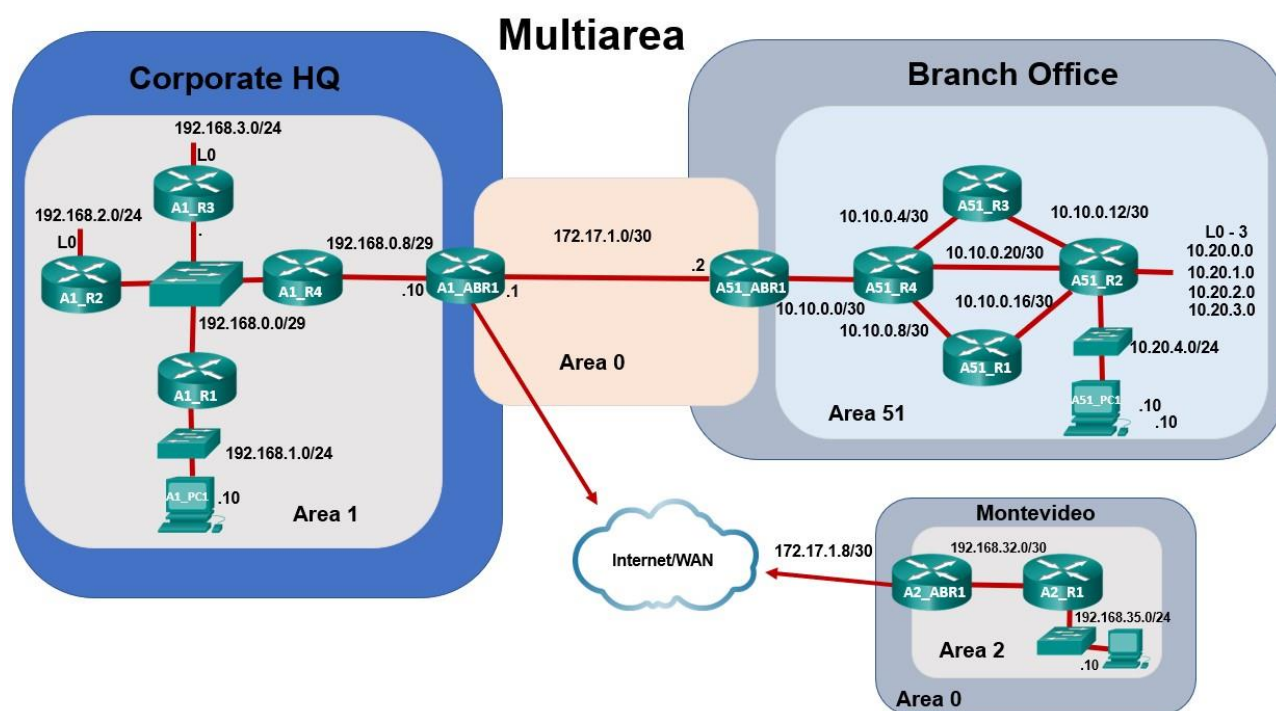 Multiarea
Corporate HQ
192.168.3.0/24
L0
A1_R3
192.168.2.0/24
L0
A1_R2
.
192.168.0.8/29
A1_R4
.10
A1_ABR1
.1
192.168.0.0/29
A1_R1
192.168.1.0/24
A1_PC1
.10
Area 1
172.17.1.0/30
.2
Area 0
Branch Office
A51_ABR1
10.10.0.0/30
A51_R4
10.10.0.4/30
A51_R3
10.10.0.12/30
10.10.0.20/30
A51_R2
10.10.0.16/30
10.10.0.8/30
A51_R1
L0 - 3
10.20.0.0
10.20.1.0
10.20.2.0
10.20.3.0
10.20.4.0/24
A51_PC1
.10
.10
Area 51
Internet/WAN
172.17.1.8/30
Montevideo
192.168.32.0/30
A2_ABR1
A2_R1
192.168.35.0/24
.10
Area 2
Area 0